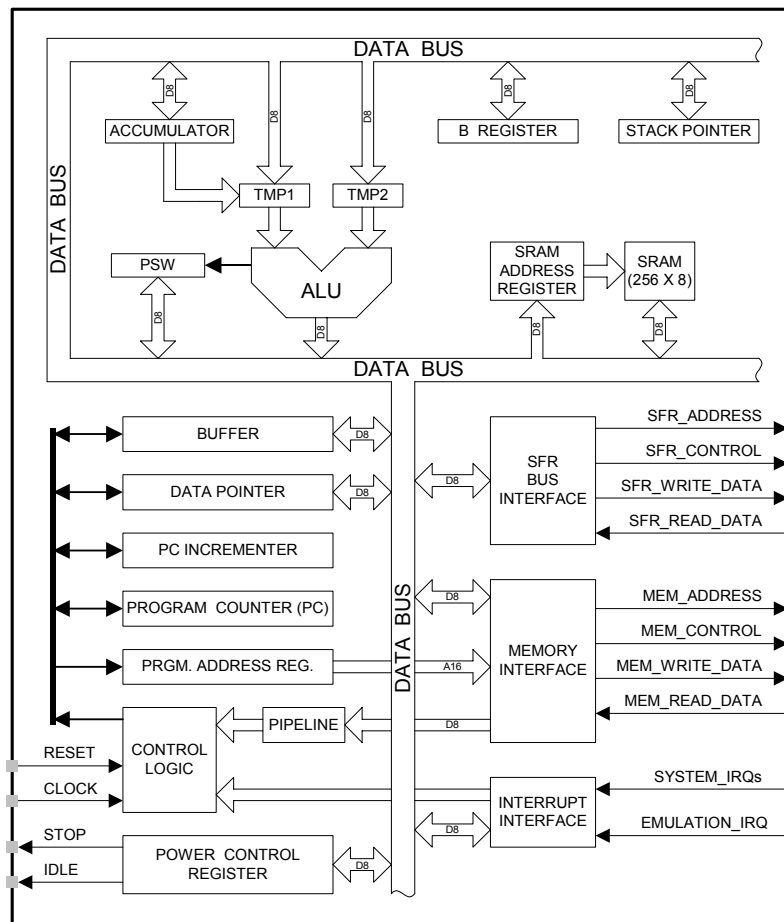 DATA BUS
D8
D8
D8
D8
D8
ACCUMULATOR
B REGISTER
STACK POINTER
DATA BUS
TMP1
TMP2
PSW
ALU
SRAM
ADDRESS
REGISTER
SRAM
(256 X 8)
D8
D8
D8
D8
DATA BUS
BUFFER
D8
DATA POINTER
D8
PC INCREMENTER
PROGRAM COUNTER (PC)
PRGM. ADDRESS REG.
A16
DATA BUS
D8
SFR
BUS
INTERFACE
SFR_ADDRESS
SFR_CONTROL
SFR_WRITE_DATA
SFR_READ_DATA
D8
MEMORY
INTERFACE
MEM_ADDRESS
MEM_CONTROL
MEM_WRITE_DATA
MEM_READ_DATA
CONTROL
LOGIC
PIPELINE
D8
RESET
CLOCK
INTERRUPT
INTERFACE
D8
SYSTEM_IRQs
EMULATION_IRQ
STOP
IDLE
POWER CONTROL
REGISTER
D8